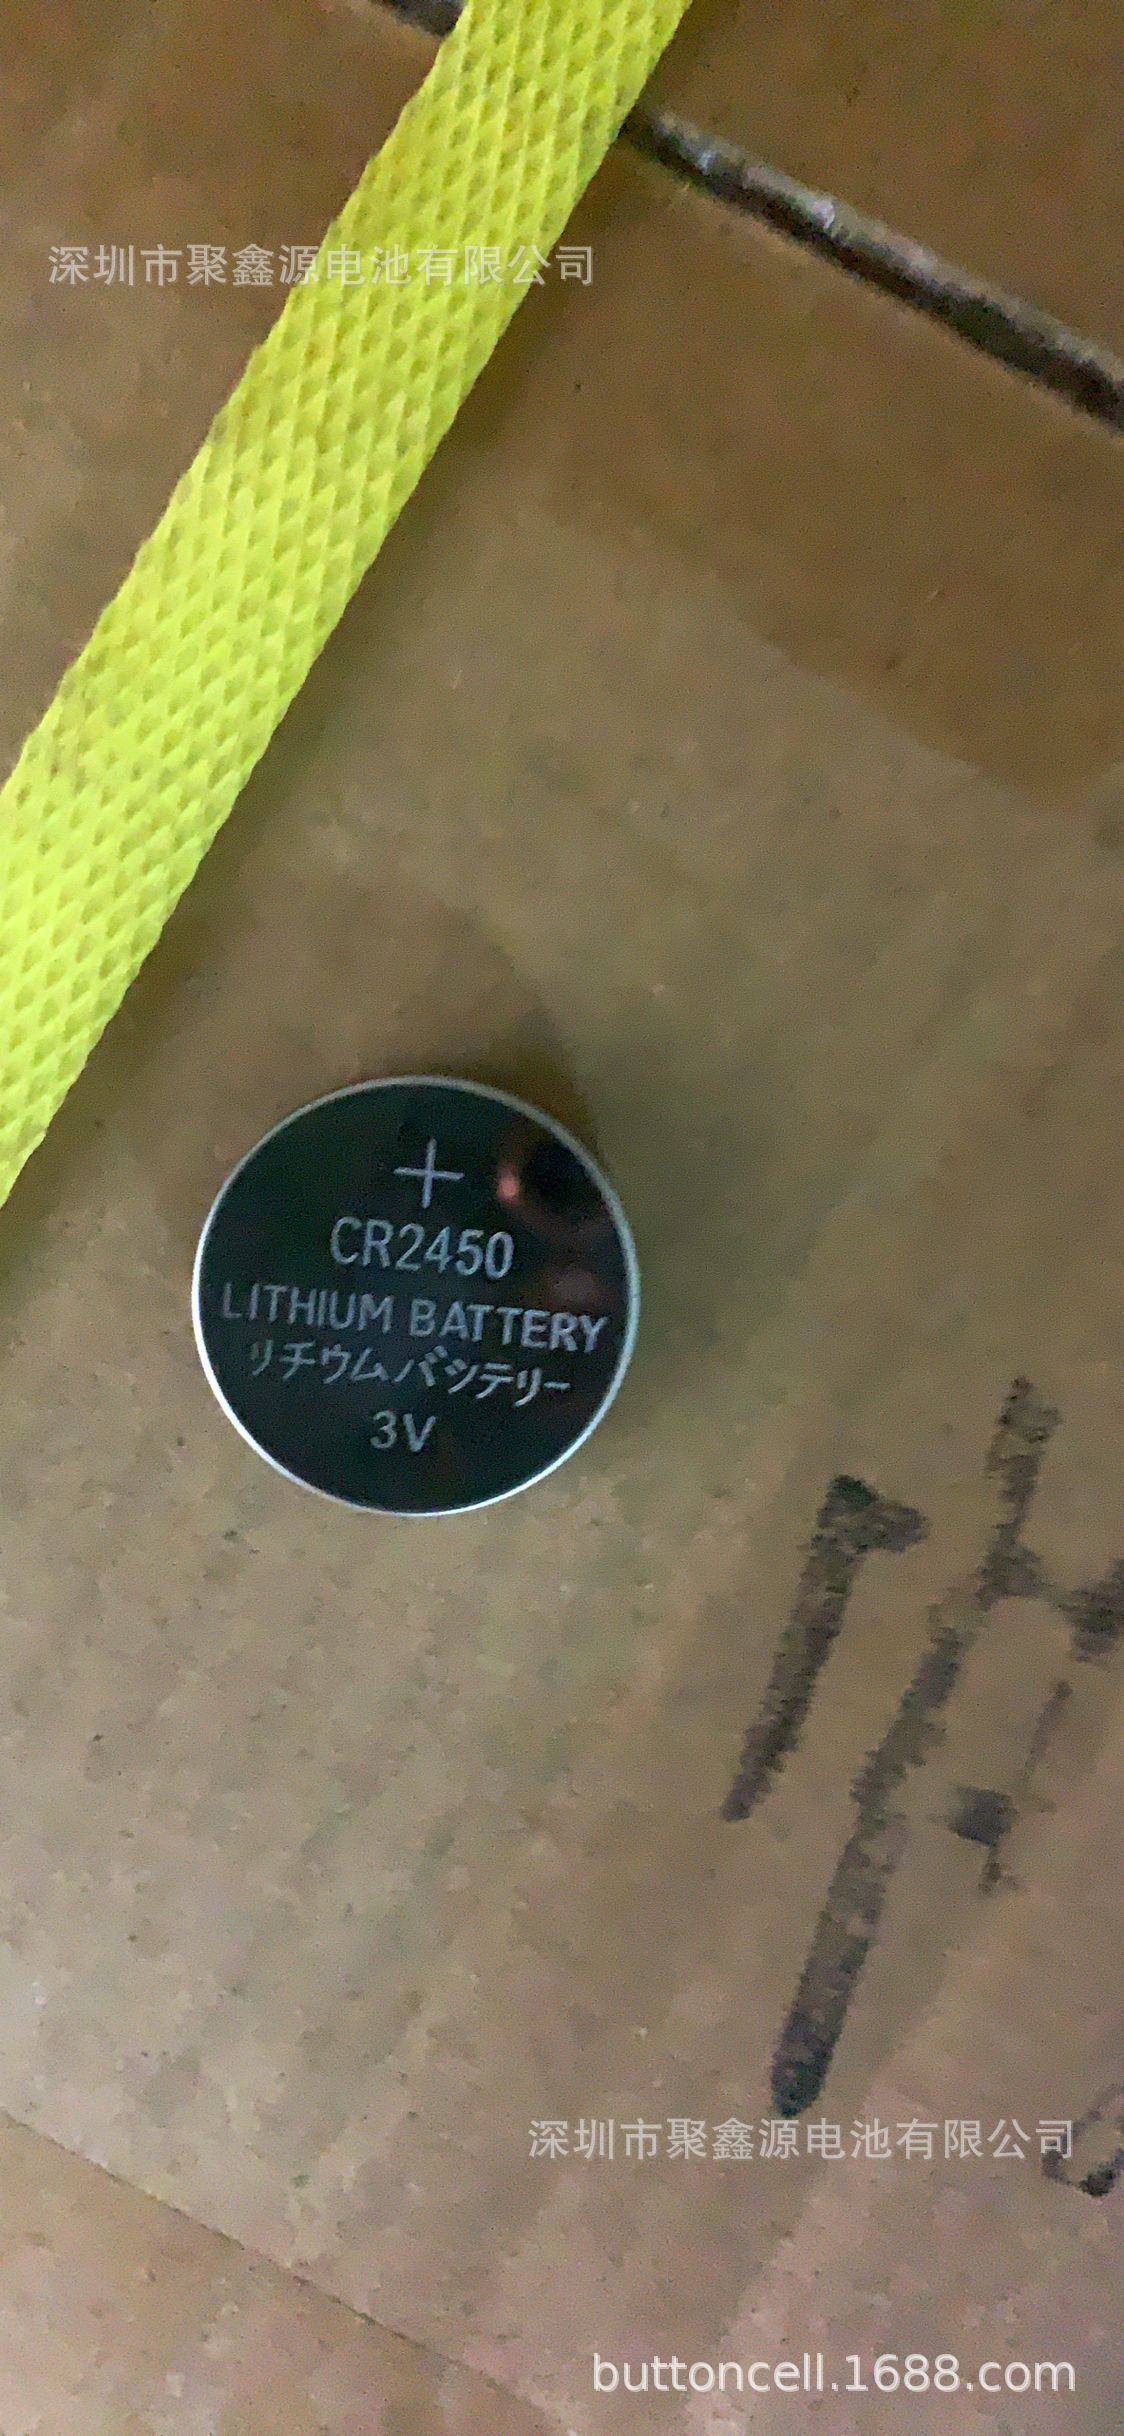 深圳市聚鑫源电池有限公司
+
CR2450
LITHIUM BATTERY
リチウムバッテリー
3V
深圳市聚鑫源电池有限公司
buttoncell.1688.com